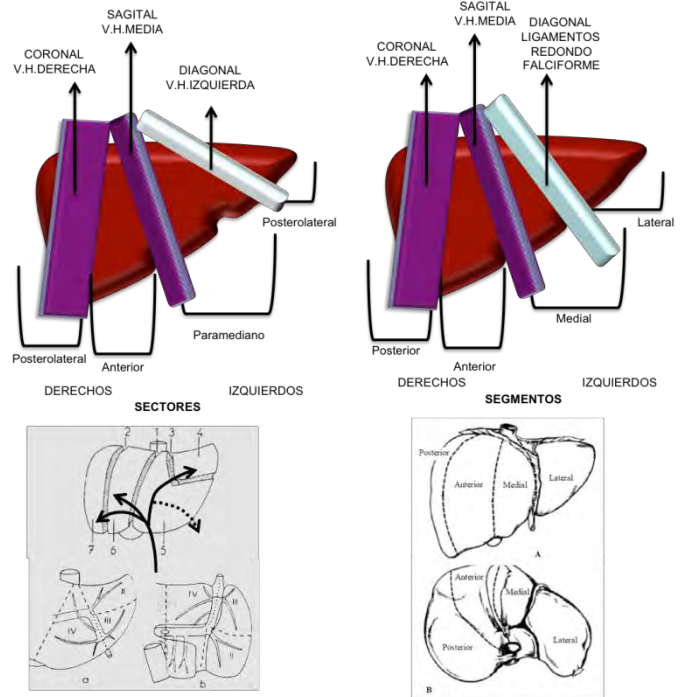 SAGITAL
V.H.MEDIA
CORONAL
V.H.DERECHA
DIAGONAL
V.H.IZQUIERDA
Posterolateral
Paramediano
Posterolateral
Anterior
DERECHOS
IZQUIERDOS
SECTORES
2
1
3
4
7
6
5
II
III
IV
a
IV
III
II
b
SAGITAL
V.H.MEDIA
DIAGONAL
LIGAMENTOS
REDONDO
FALCIFORME
CORONAL
V.H.DERECHA
Lateral
Medial
Posterior
Anterior
DERECHOS
IZQUIERDOS
SEGMENTOS
Posterior
Anterior
Medial
Lateral
A
Anterior
Medial
Posterior
Lateral
B